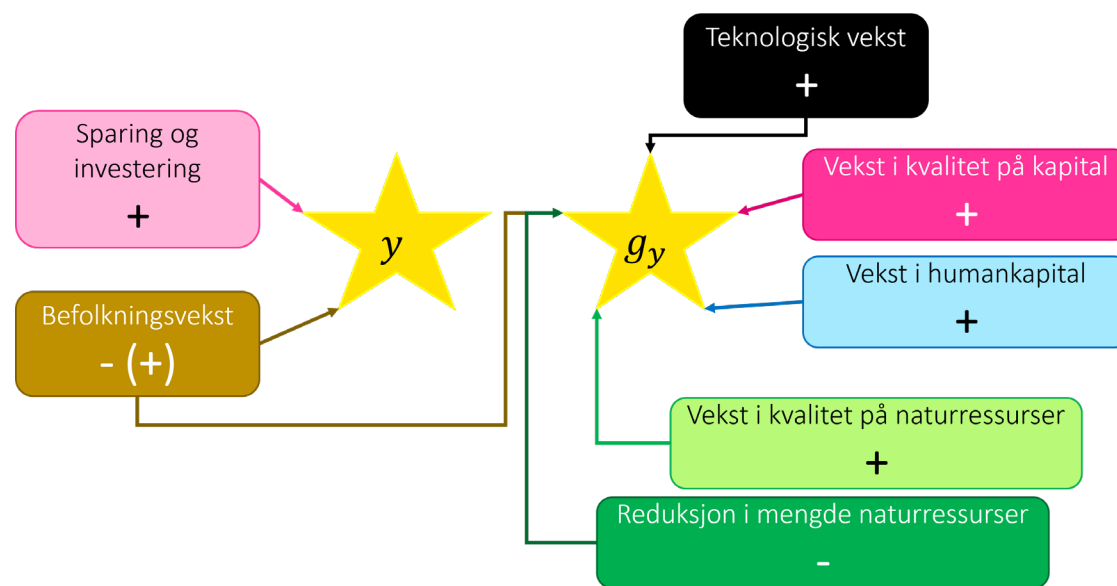 Teknologisk vekst
+
Sparing og
investering
+
Vekst i kvalitet på kapital
+
y
g_y
Vekst i humankapital
+
Befolkningsvekst
- (+)
Vekst i kvalitet på naturressurser
+
Reduksjon i mengde naturressurser
-